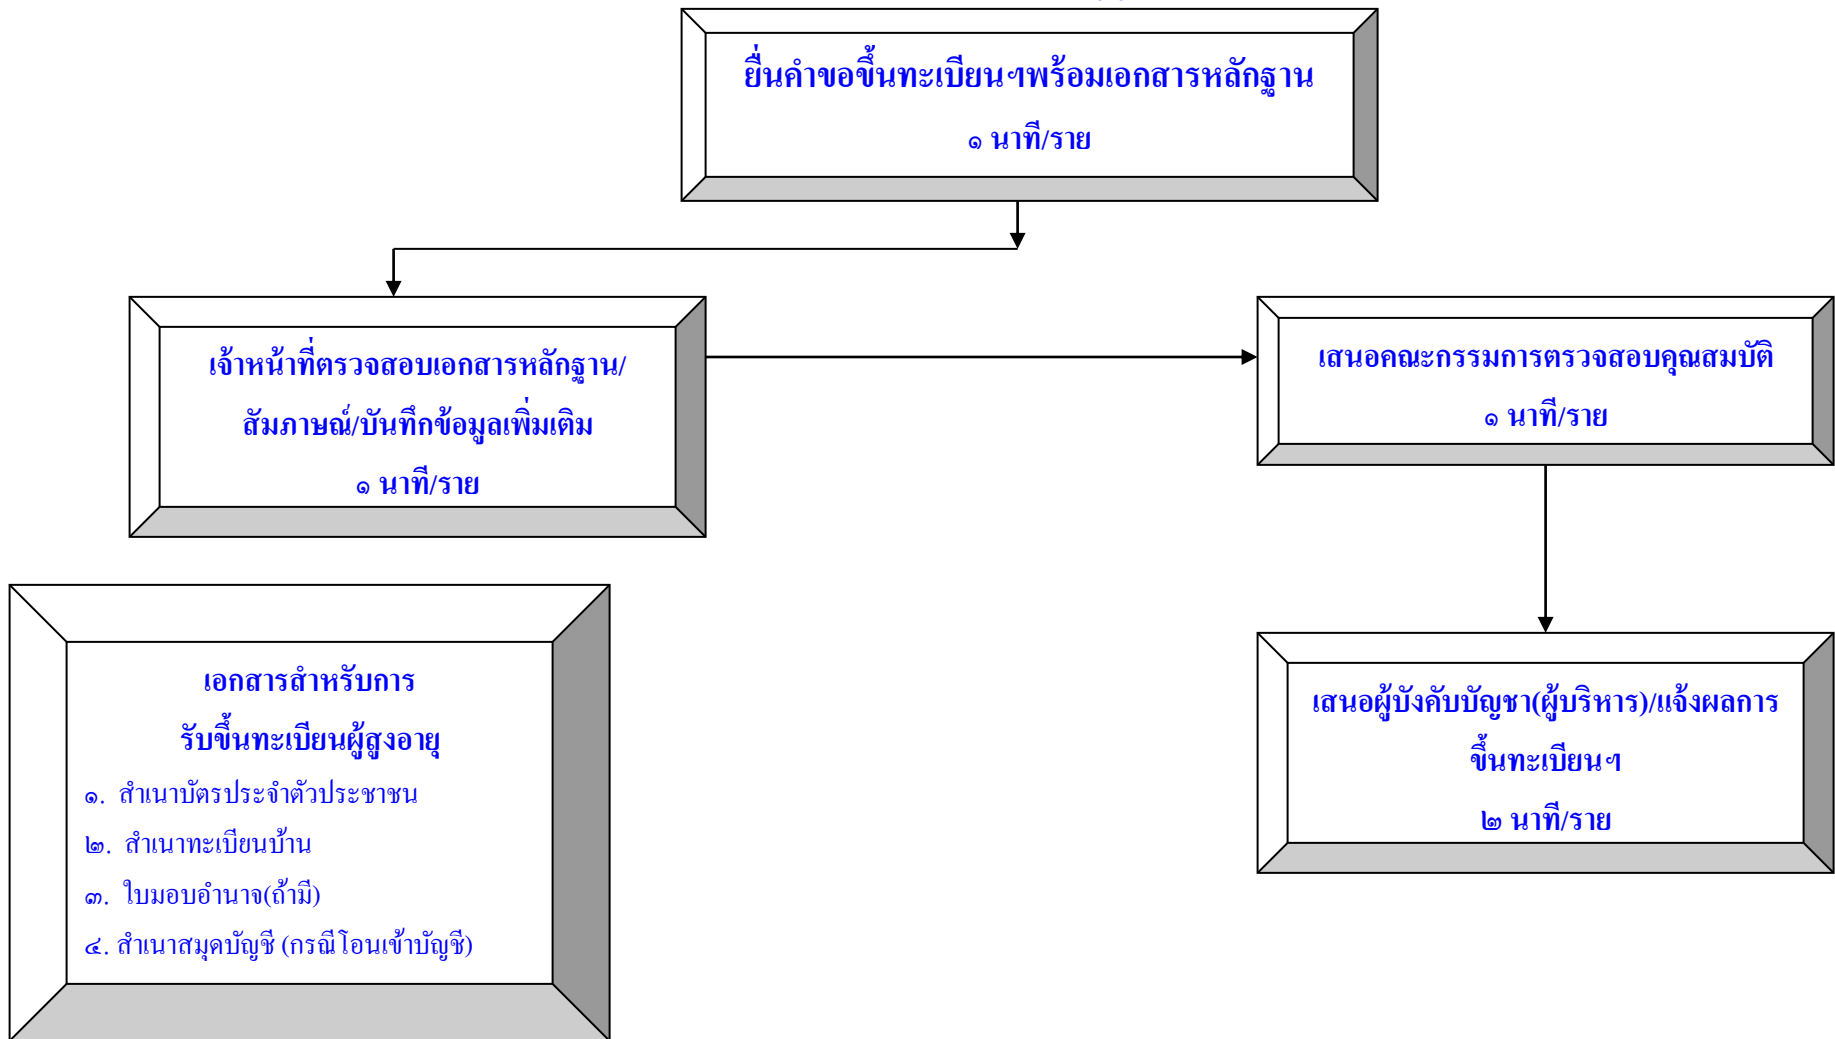 ยื่นคำขอขึ้นทะเบียนฯพร้อมเอกสารหลักฐาน
๑ นาที/ราย
เจ้าหน้าที่ตรวจสอบเอกสารหลักฐาน/
สัมภาษณ์/บันทึกข้อมูลเพิ่มเติม
๑ นาที/ราย
เสนอคณะกรรมการตรวจสอบคุณสมบัติ
๑ นาที/ราย
เอกสารสำหรับการ
รับขึ้นทะเบียนผู้สูงอายุ
๑. สำเนาบัตรประจำตัวประชาชน
๒. สำเนาทะเบียนบ้าน
๓. ใบมอบอำนาจ(ถ้ามี)
๔. สำเนาสมุดบัญชี (กรณีโอนเข้าบัญชี)
เสนอผู้บังคับบัญชา(ผู้บริหาร)/แจ้งผลการ
ขึ้นทะเบียนฯ
๒ นาที/ราย